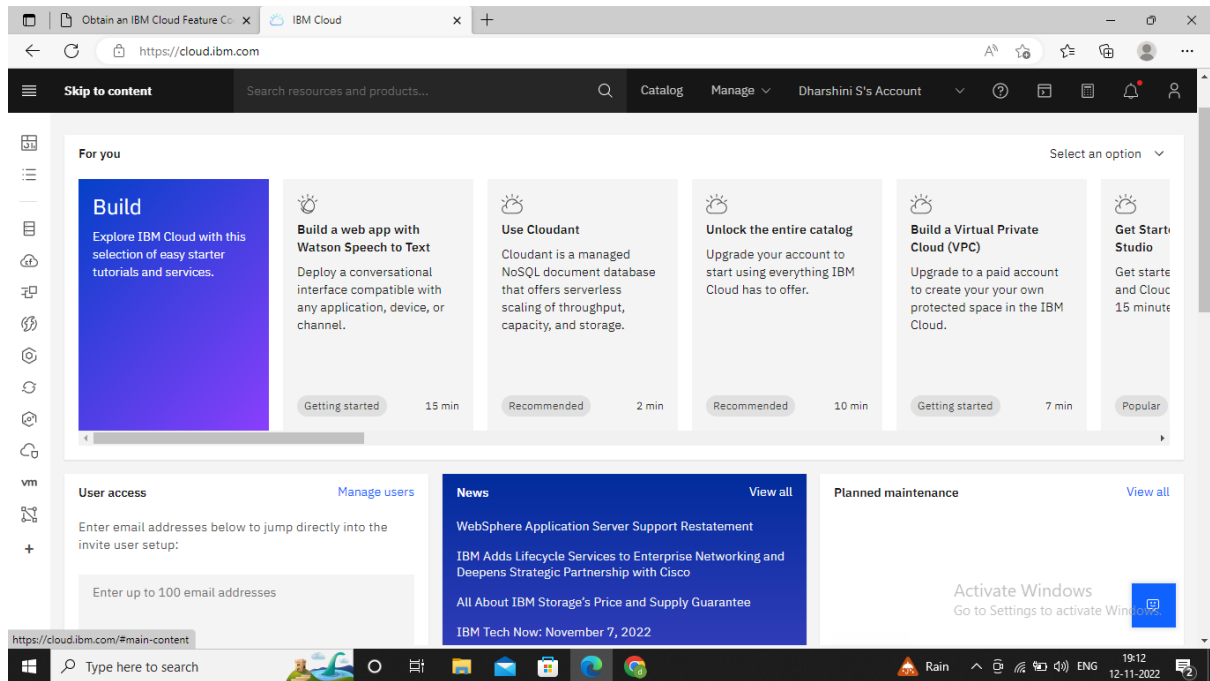 Obtain an IBM Cloud Feature Co
IBM Cloud
https://cloud.ibm.com
Skip to content
Search resources and products...
Catalog
Manage
Dharshini S's Account
For you
Select an option
Build
Explore IBM Cloud with this
selection of easy starter
tutorials and services.
Build a web app with
Watson Speech to Text
Deploy a conversational
interface compatible with
any application, device, or
channel.
Getting started
15 min
Use Cloudant
Cloudant is a managed
NoSQL document database
that offers serverless
scaling of throughput,
capacity, and storage.
Recommended
2 min
Unlock the entire catalog
Upgrade your account to
start using everything IBM
Cloud has to offer.
Recommended
10 min
Build a Virtual Private
Cloud (VPC)
Upgrade to a paid account
to create your your own
protected space in the IBM
Cloud.
Getting started
7 min
Get Starte
Studio
Get starte
and Clouc
15 minute
Popular
vm
User access
Manage users
Enter email addresses below to jump directly into the
invite user setup:
Enter up to 100 email addresses
News
View all
WebSphere Application Server Support Restatement
IBM Adds Lifecycle Services to Enterprise Networking and
Deepens Strategic Partnership with Cisco
All About IBM Storage's Price and Supply Guarantee
IBM Tech Now: November 7, 2022
Planned maintenance
View all
Activate Windows
Go to Settings to activate Windows.
https://cloud.ibm.com/#main-content
Type here to search
Rain
ENG
19:12
12-11-2022
2